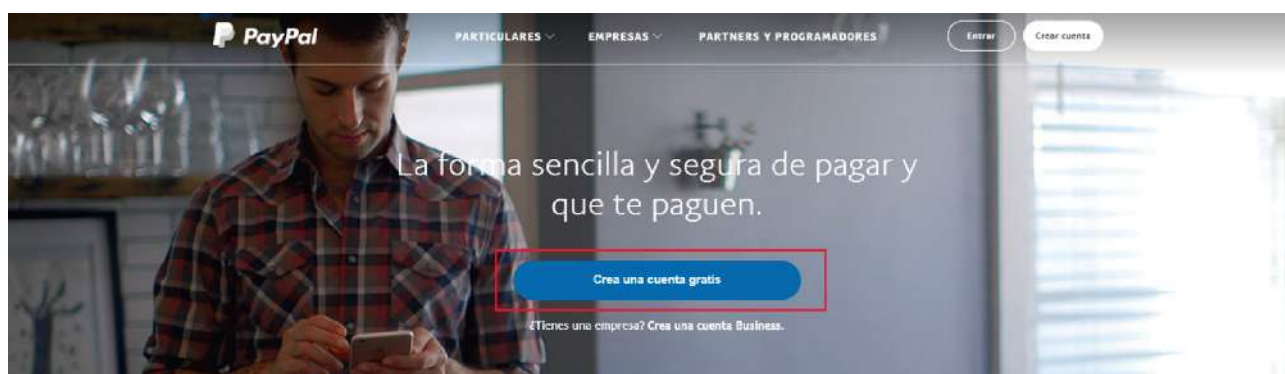 PayPal
PARTICULARES
EMPRESAS
PARTNERS Y PROGRAMADORES
Entrar
Crear cuenta
La forma sencilla y segura de pagar y
que te paguen.
Crea una cuenta gratis
¿Tienes una empresa? Crea una cuenta Business.